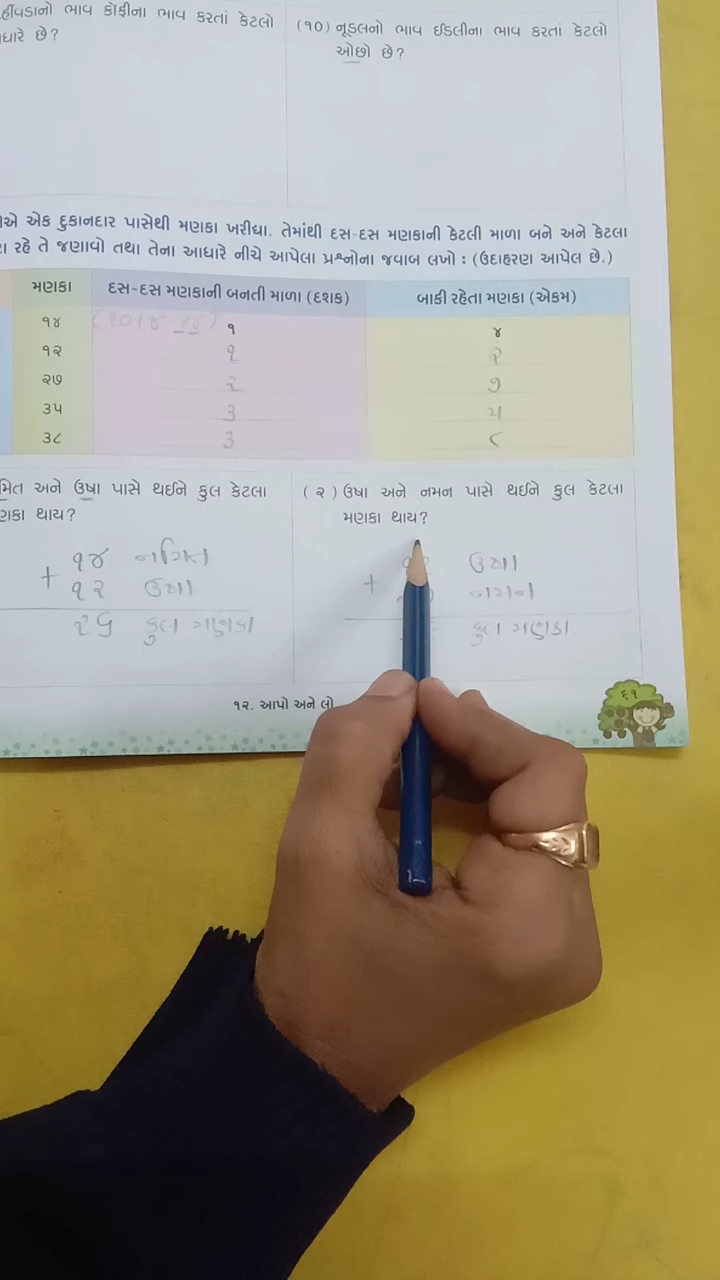 ભાવ કૉફીના ભાવ કરતાં કેટલો
છે?
(૧૦) નૂડલનો ભાવ ઈડલીના ભાવ કરતાં કેટલો
ઓછો છે?
એક દુકાનદાર પાસેથી મણકા ખરીદ્યા. તેમાંથી દસ-દસ મણકાની કેટલી માળા બને અને કેટલા
રહે તે જણાવો તથા તેના આધારે નીચે આપેલા પ્રશ્નોના જવાબ લખો : (ઉદાહરણ આપેલ છે.)
મણકા દસ-દસ મણકાની બનતી માળા (દશક) બાકી રહેતા મણકા (એકમ)
૧૪ ૧ ૪
૧૨ ૧ ૨
૨૭ ૨ ૭
૩૫ ૩ ૫
૩૮ ૩ ૮
અને ઉષા પાસે થઈને કુલ કેટલા
થાય?
૧૪ નમિત
+ ૧૨ ઉષા
૨૬ કુલ મણકા
(૨) ઉષા અને નમન પાસે થઈને કુલ કેટલા
મણકા થાય?
ઉષા
+ નમન
કુલ મણકા
૧૨. આપો અને લો
૬૧